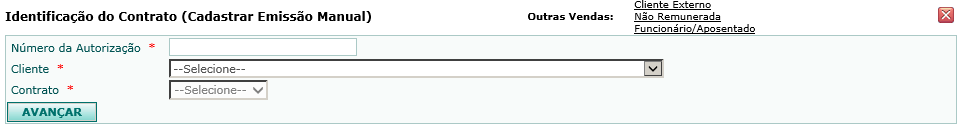 Identificação do Contrato (Cadastrar Emissão Manual)
Outras Vendas:
Cliente Externo
Não Remunerada
Funcionário/Aposentado
Número da Autorização *
Cliente * --Selecione--
Contrato * --Selecione--
AVANÇAR